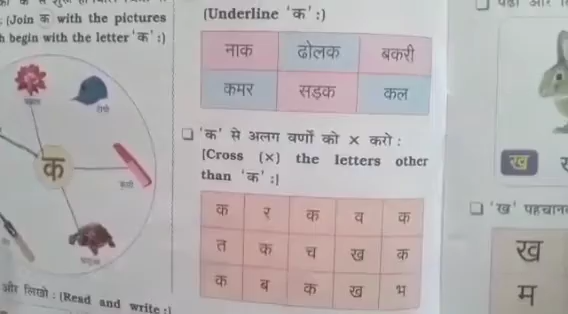 (Join क with the pictures
begin with the letter 'क' :)
क
और लिखो : (Read and write :)
(Underline 'क' :)
नाक ढोलक बकरी
कमर सड़क कल
'क' से अलग वर्णों को × करो :
[Cross (×) the letters other
than 'क' :]
क र क व क
त क च ख क
क ब क ख भ
ख
'ख' पहचान
ख
म